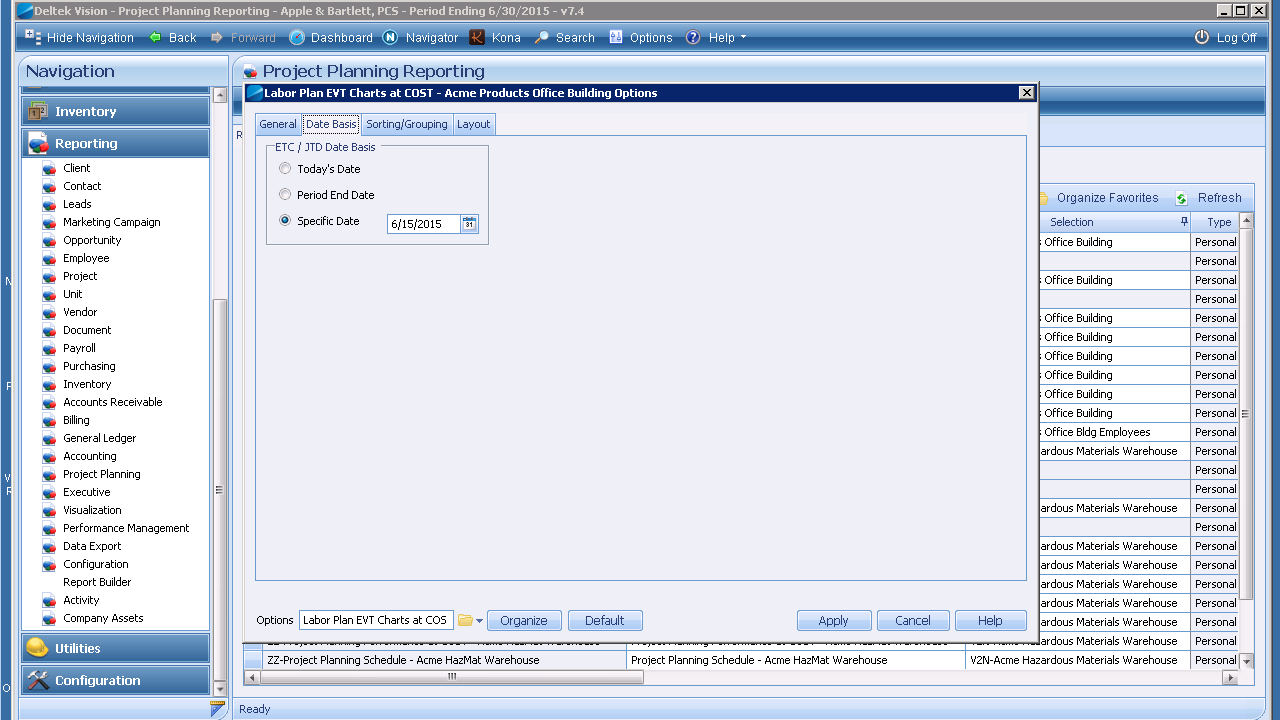 Deltek Vision - Project Planning Reporting - Apple & Bartlett, PCS - Period Ending 6/30/2015 - v7.4
Hide Navigation Back Forward Dashboard Navigator Kona Search Options Help Log Off
Navigation
Inventory
Reporting
Client
Contact
Leads
Marketing Campaign
Opportunity
Employee
Project
Unit
Vendor
Document
Payroll
Purchasing
Inventory
Accounts Receivable
Billing
General Ledger
Accounting
Project Planning
Executive
Visualization
Performance Management
Data Export
Configuration
Report Builder
Activity
Company Assets
Utilities
Configuration
Project Planning Reporting
Labor Plan EVT Charts at COST - Acme Products Office Building Options
General Date Basis Sorting/Grouping Layout
ETC / JTD Date Basis
Today's Date
Period End Date
Specific Date 6/15/2015
Options Labor Plan EVT Charts at COS Organize Default Apply Cancel Help
Organize Favorites Refresh
Selection Type
s Office Building Personal
Personal
s Office Building Personal
Personal
s Office Building Personal
s Office Building Personal
s Office Building Personal
s Office Building Personal
s Office Building Personal
s Office Building Personal
Office Bldg Employees Personal
ardous Materials Warehouse Personal
Personal
Personal
ardous Materials Warehouse Personal
Personal
ardous Materials Warehouse Personal
ardous Materials Warehouse Personal
ardous Materials Warehouse Personal
ardous Materials Warehouse Personal
ardous Materials Warehouse Personal
ardous Materials Warehouse Personal
ZZ-Project Planning Schedule - Acme HazMat Warehouse Project Planning Schedule - Acme HazMat Warehouse V2N-Acme Hazardous Materials Warehouse Personal
Ready